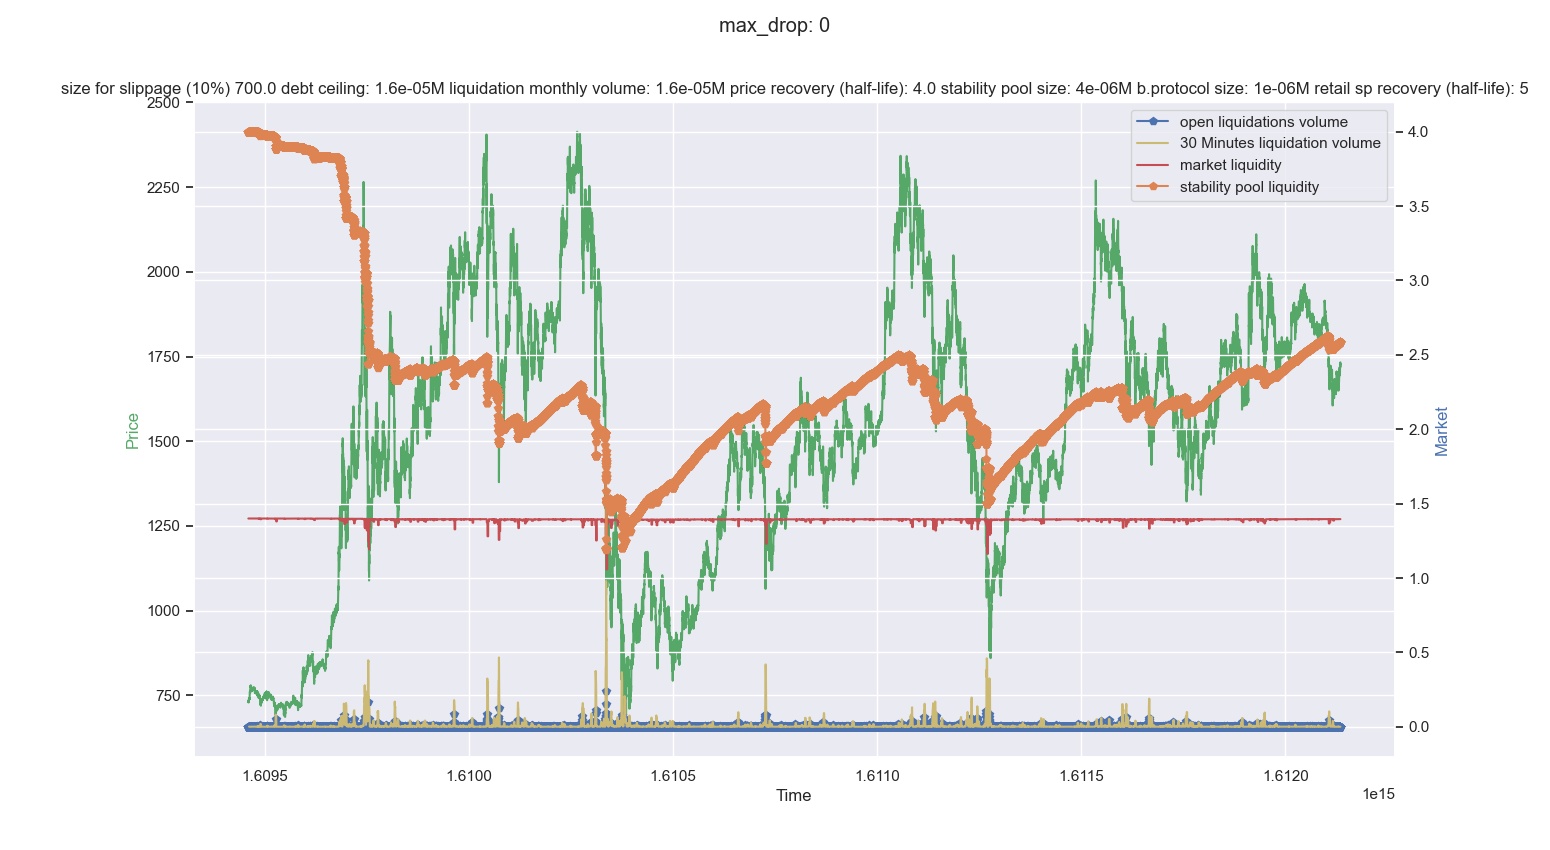 max_drop: 0
size for slippage (10%) 700.0 debt ceiling: 1.6e-05M liquidation monthly volume: 1.6e-05M price recovery (half-life): 4.0 stability pool size: 4e-06M b.protocol size: 1e-06M retail sp recovery (half-life): 5
open liquidations volume
30 Minutes liquidation volume
market liquidity
stability pool liquidity
2500
2250
2000
1750
1500
1250
1000
750
Price
4.0
3.5
3.0
2.5
2.0
1.5
1.0
0.5
0.0
Market
1.6095 1.6100 1.6105 1.6110 1.6115 1.6120
Time
1e15